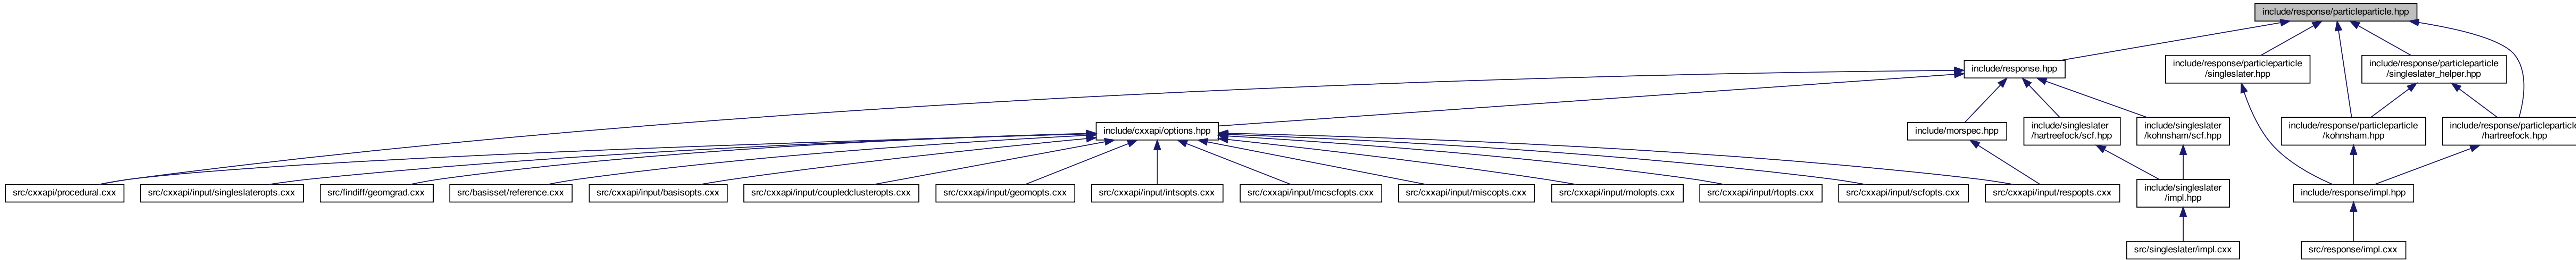 include/response/particleparticle.hpp
include/response.hpp
include/response/particleparticle
/singleslater.hpp
include/response/particleparticle
/singleslater_helper.hpp
include/cxxapi/options.hpp
include/morspec.hpp
include/singleslater
/hartreefock/scf.hpp
include/singleslater
/kohnsham/scf.hpp
include/response/particleparticle
/kohnsham.hpp
include/response/particleparticle
/hartreefock.hpp
src/cxxapi/procedural.cxx
src/cxxapi/input/singleslateropts.cxx
src/findiff/geomgrad.cxx
src/basisset/reference.cxx
src/cxxapi/input/basisopts.cxx
src/cxxapi/input/coupledclusteropts.cxx
src/cxxapi/input/geomopts.cxx
src/cxxapi/input/intsopts.cxx
src/cxxapi/input/mcscfopts.cxx
src/cxxapi/input/miscopts.cxx
src/cxxapi/input/molopts.cxx
src/cxxapi/input/rtopts.cxx
src/cxxapi/input/scfopts.cxx
src/cxxapi/input/respopts.cxx
include/singleslater
/impl.hpp
include/response/impl.hpp
src/singleslater/impl.cxx
src/response/impl.cxx